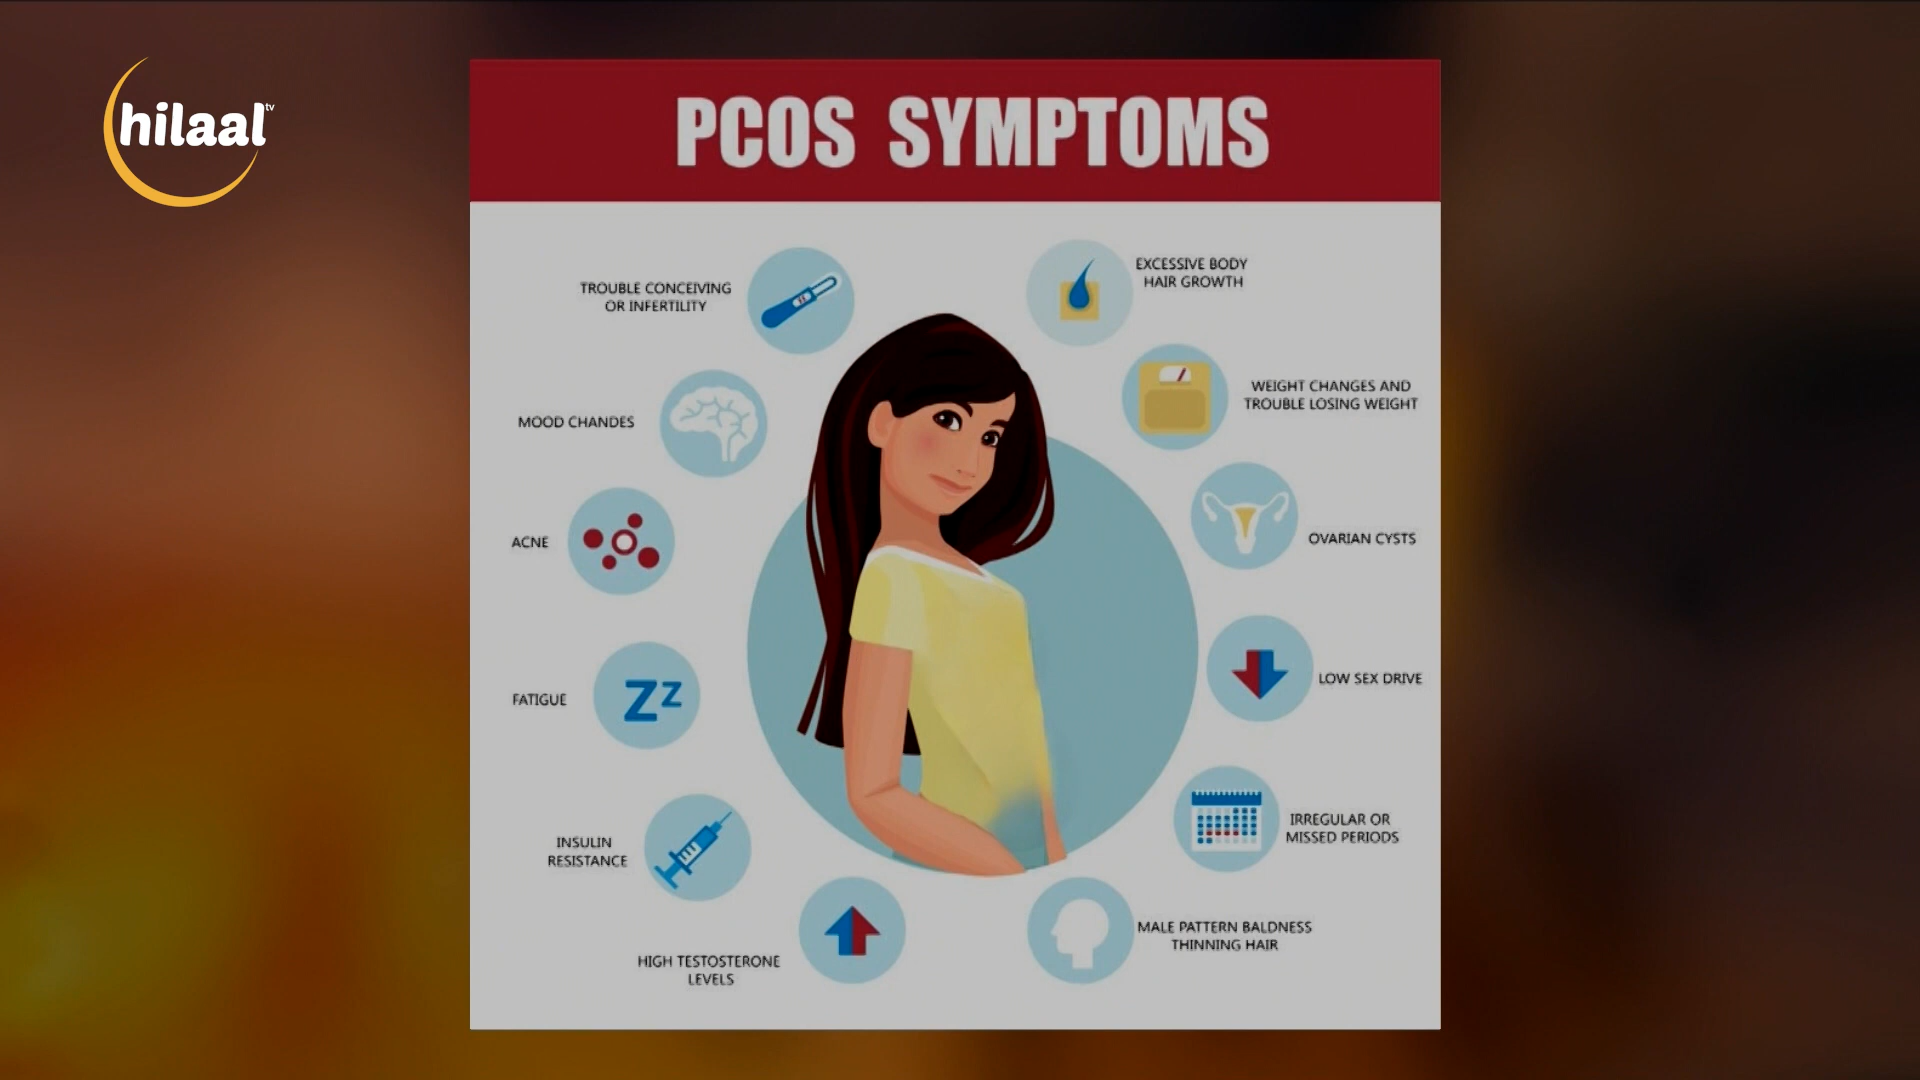 hilaal tv
PCOS SYMPTOMS
TROUBLE CONCEIVING
OR INFERTILITY
EXCESSIVE BODY
HAIR GROWTH
MOOD CHANDES
WEIGHT CHANGES AND
TROUBLE LOSING WEIGHT
ACNE
OVARIAN CYSTS
FATIGUE
ZZ
LOW SEX DRIVE
INSULIN
RESISTANCE
IRREGULAR OR
MISSED PERIODS
HIGH TESTOSTERONE
LEVELS
MALE PATTERN BALDNESS
THINNING HAIR